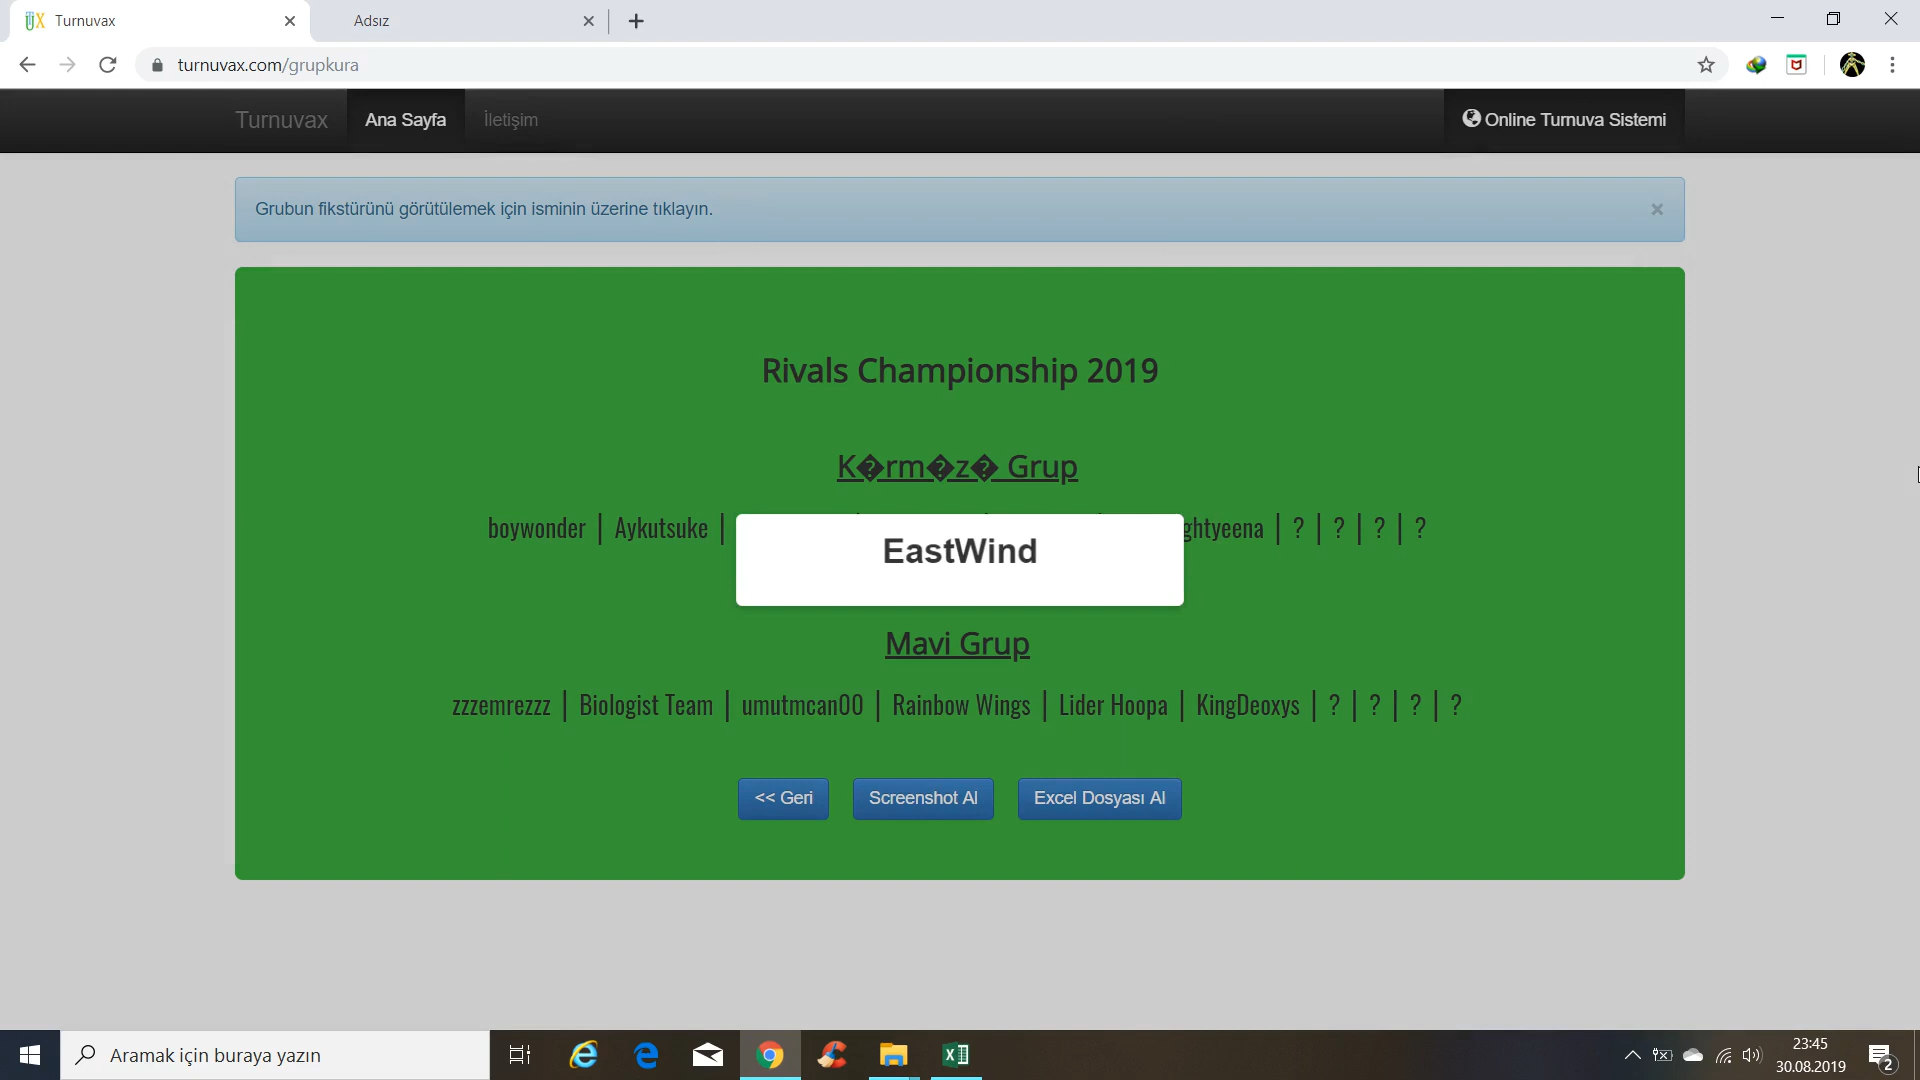 Turnuvax
Adsız
turnuvax.com/grupkura
Turnuvax Ana Sayfa İletişim Online Turnuva Sistemi
Grubun fikstürünü görütülemek için isminin üzerine tıklayın. ×
Rivals Championship 2019
K�rm�z� Grup
boywonder | Aykutsuke | ghtyeena | ? | ? | ? | ?
EastWind
Mavi Grup
zzzemrezzz | Biologist Team | umutmcan00 | Rainbow Wings | Lider Hoopa | KingDeoxys | ? | ? | ? | ?
<< Geri Screenshot Al Excel Dosyası Al
Aramak için buraya yazın
23:45
30.08.2019
2